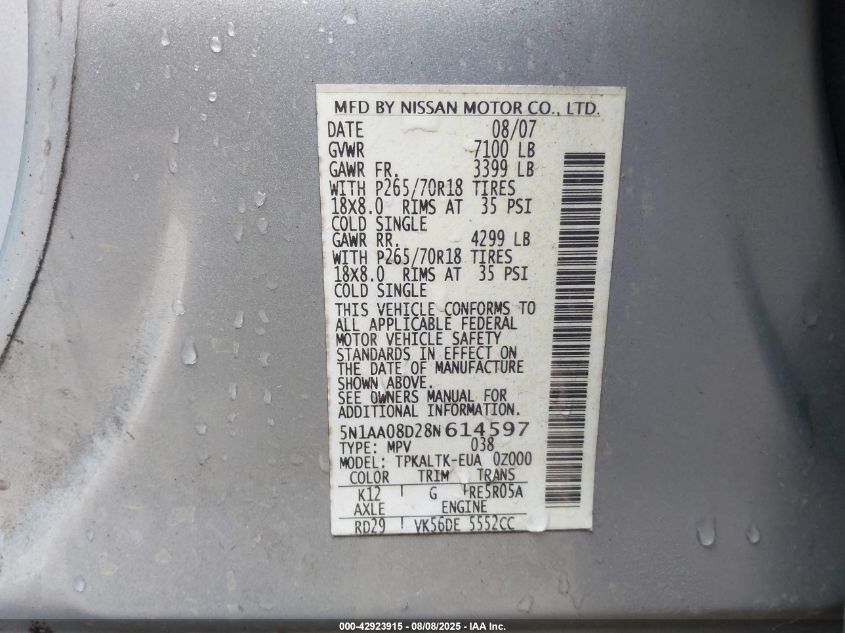 MFD BY NISSAN MOTOR CO., LTD.
DATE 08/07
GVWR 7100 LB
GAWR FR. 3399 LB
WITH P265/70R18 TIRES
18X8.0 RIMS AT 35 PSI
COLD SINGLE
GAWR RR. 4299 LB
WITH P265/70R18 TIRES
18X8.0 RIMS AT 35 PSI
COLD SINGLE
THIS VEHICLE CONFORMS TO
ALL APPLICABLE FEDERAL
MOTOR VEHICLE SAFETY
STANDARDS IN EFFECT ON
THE DATE OF MANUFACTURE
SHOWN ABOVE.
SEE OWNERS MANUAL FOR
ADDITIONAL INFORMATION.
5N1AA08D28N614597
TYPE: MPV 038
MODEL: TPKALTK-EUA 0Z000
COLOR TRIM TRANS
K12 G RE5R05A
AXLE ENGINE
RD29 VK56DE 5552CC
000-42923915 - 08/08/2025 - IAA Inc.